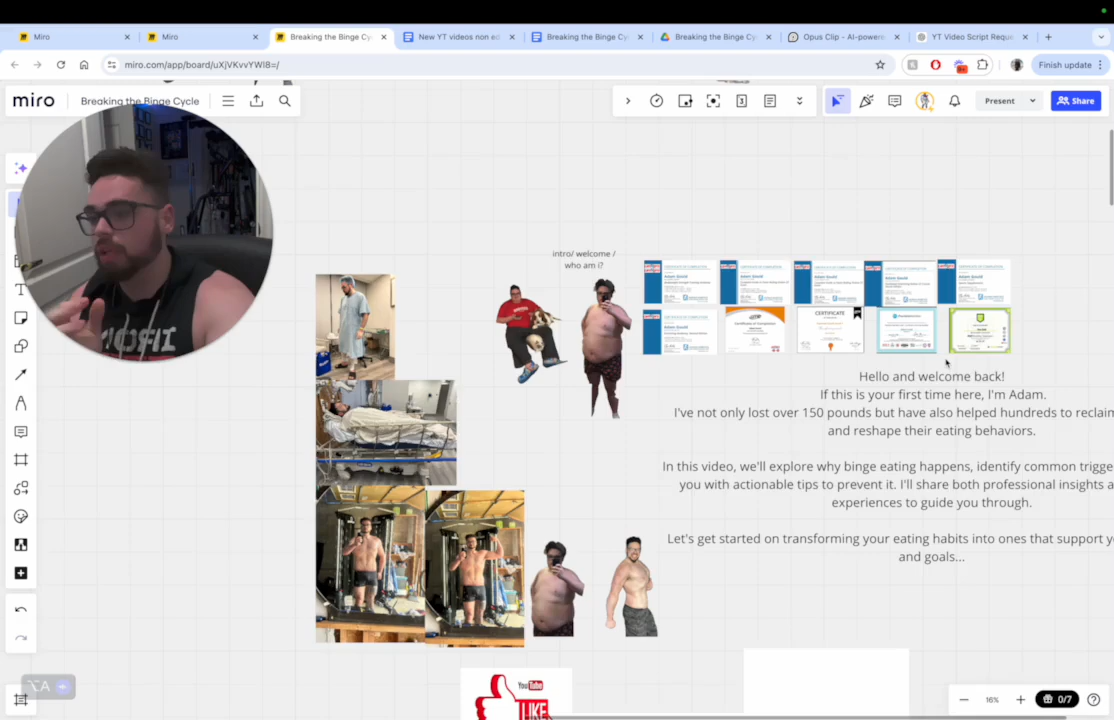 Miro
Miro
Breaking the Binge Cy
New YT videos non ed
Breaking the Binge Cy
Breaking the Binge Cy
Opus Clip - AI-power
YT Video Script Reque
miro.com/app/board/uXjVKvvYWl8=/
Finish update
miro
Breaking the Binge Cycle
Present
Share
intro/ welcome /
who am i?
CERTIFICATE
Hello and welcome back!
If this is your first time here, I'm Adam.
I've not only lost over 150 pounds but have also helped hundreds to reclaim
and reshape their eating behaviors.
In this video, we'll explore why binge eating happens, identify common trigge
you with actionable tips to prevent it. I'll share both professional insights a
experiences to guide you through.
Let's get started on transforming your eating habits into ones that support y
and goals...
YouTube
LIKE
⌥A
16%
0/7